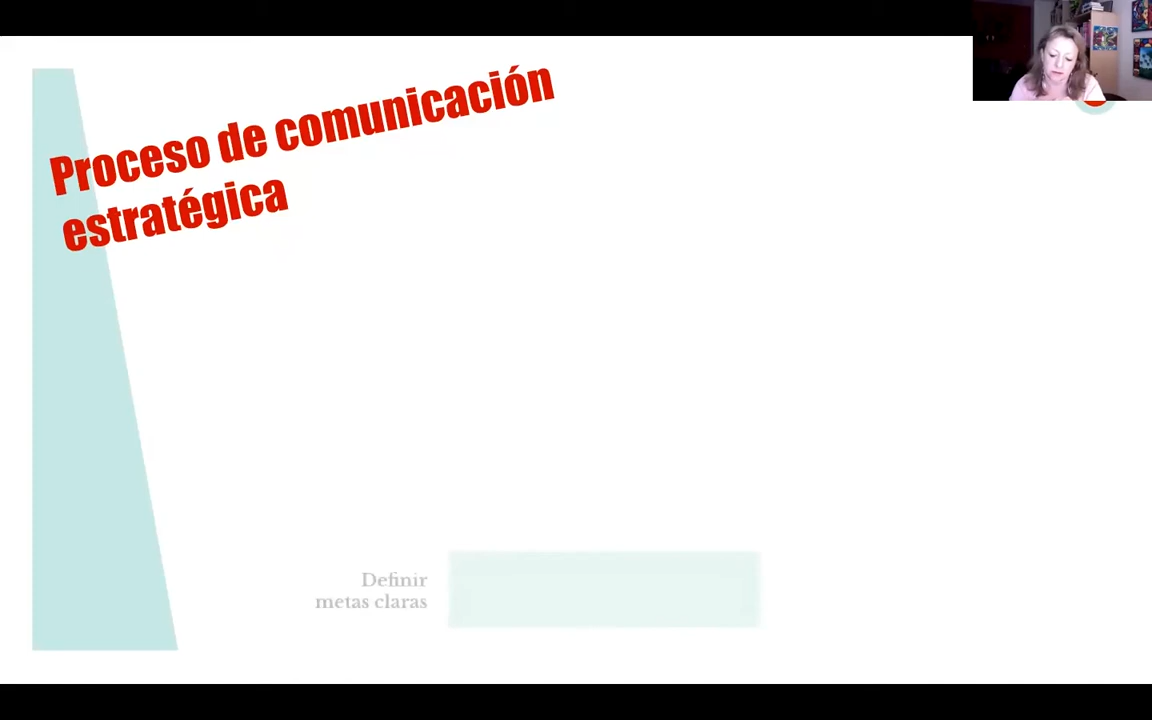 Proceso de comunicación
estratégica
Definir
metas claras